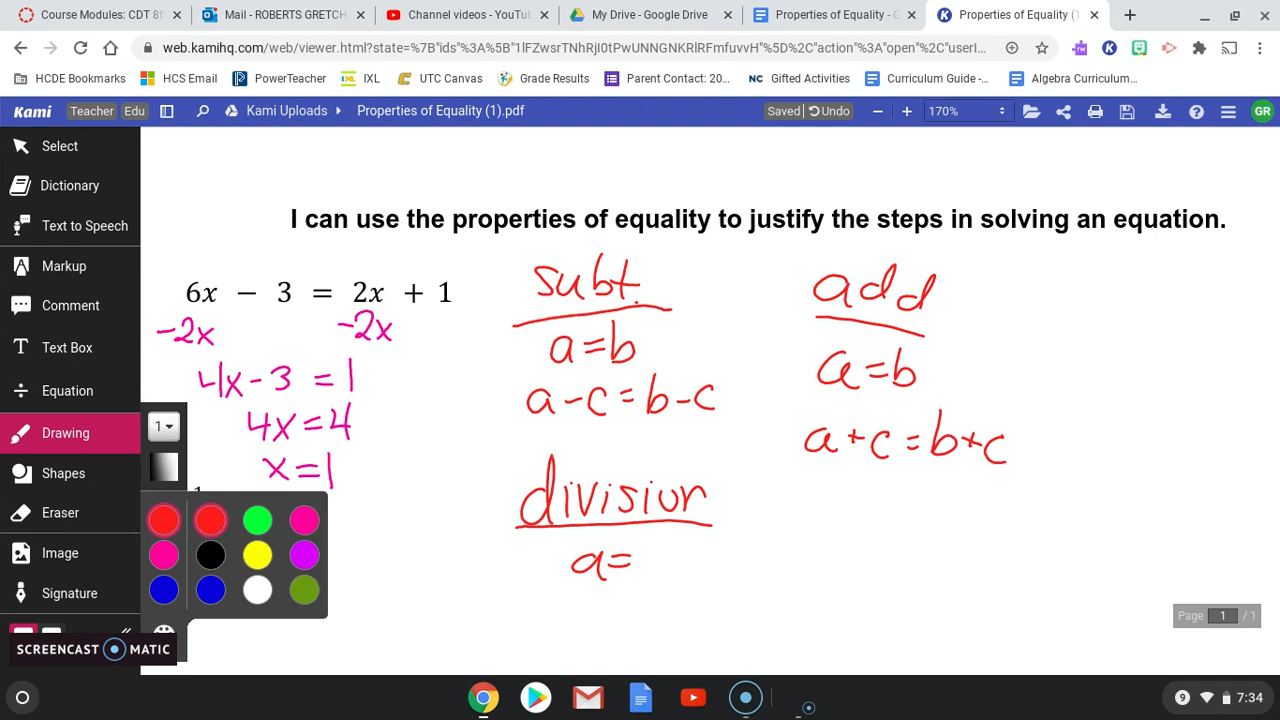 Course Modules: CDT 8th
Mail - ROBERTS GRETCH
Channel videos - YouTu
My Drive - Google Drive
Properties of Equality - G
Properties of Equality (1
web.kamihq.com/web/viewer.html?state=%7B"ids"%3A%5B"1lFZwsrTNhRjI0tPwUNNGNKRlRFmfuvvH"%5D%2C"action"%3A"open"%2C"userI...
HCDE Bookmarks
HCS Email
PowerTeacher
IXL
UTC Canvas
Grade Results
Parent Contact: 20...
NC Gifted Activities
Curriculum Guide -...
Algebra Curriculum...
Kami
Teacher
Edu
Kami Uploads
Properties of Equality (1).pdf
Saved
Undo
170%
GR
Select
Dictionary
Text to Speech
Markup
Comment
Text Box
Equation
Drawing
Shapes
Eraser
Image
Signature
1
I can use the properties of equality to justify the steps in solving an equation.
6x − 3 = 2x + 1
-2x -2x
4x-3 = 1
4x = 4
x = 1
subt.
a=b
a-c=b-c
add
a=b
a+c=b+c
division
a=
Page 1 / 1
SCREENCAST MATIC
9
7:34